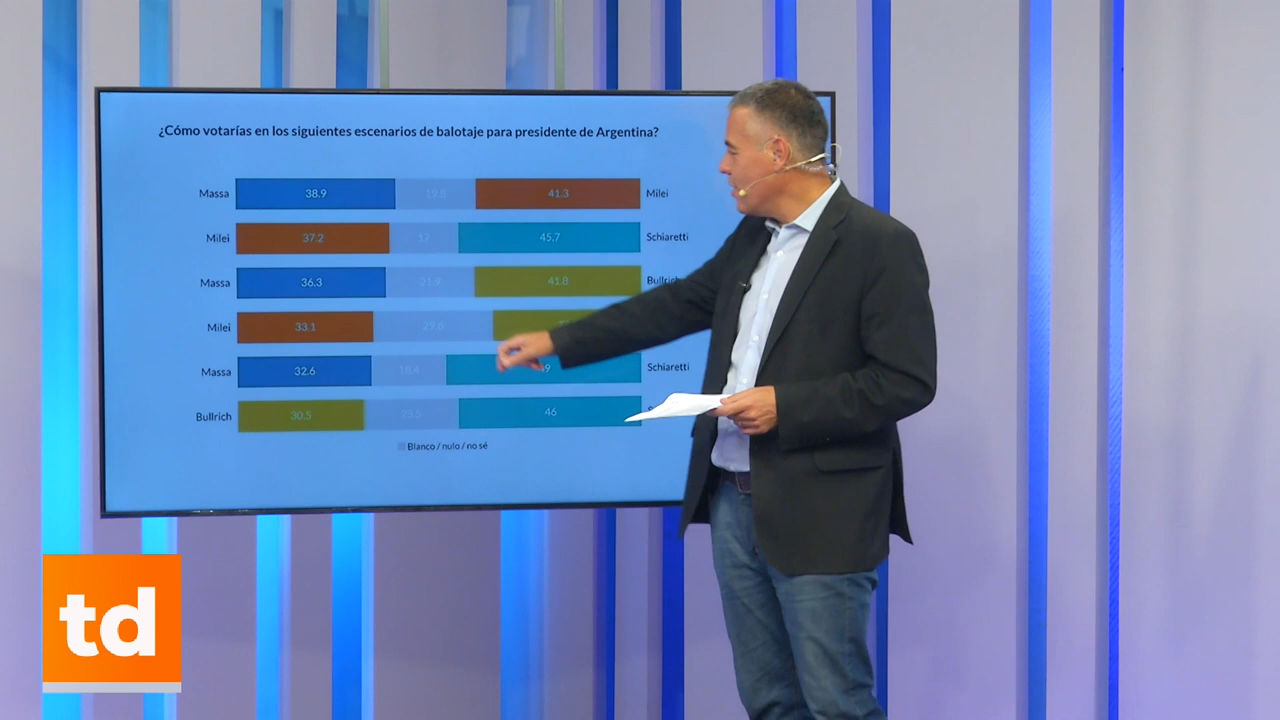 ¿Cómo votarías en los siguientes escenarios de balotaje para presidente de Argentina?
Massa 38.9 19.8 41.3 Milei
Milei 37.2 17 45.7 Schiaretti
Massa 36.3 21.9 41.8 Bullrich
Milei 33.1 29.6
Massa 32.6 18.4 49 Schiaretti
Bullrich 30.5 23.5 46
Blanco / nulo / no sé
td